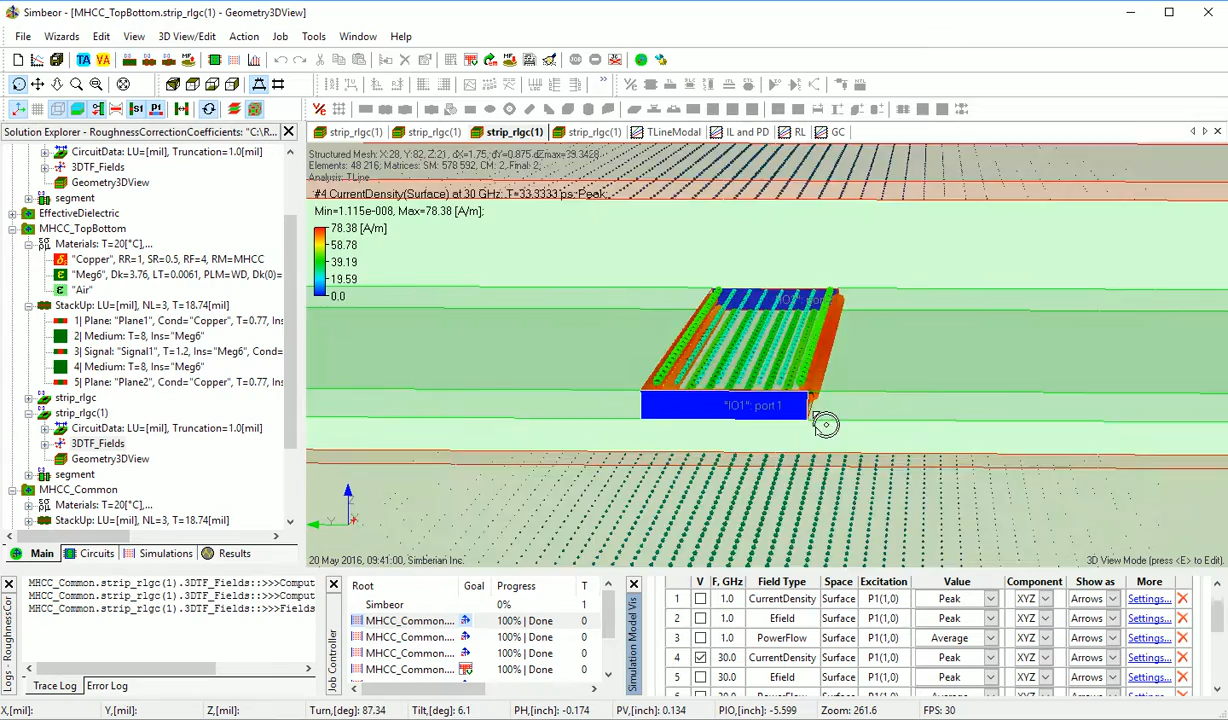 Simbeor - [MHCC_TopBottom.strip_rlgc(1) - Geometry3DView]
File Wizards Edit View 3D View/Edit Action Job Tools Window Help
TA VA
Solution Explorer - RoughnessCorrectionCoefficients: "C:\R...
strip_rlgc(1) strip_rlgc(1) strip_rlgc(1) strip_rlgc(1) TLineModal IL and PD RL GC
CircuitData: LU=[mil], Truncation=1.0[mil]
3DTF_Fields
Geometry3DView
segment
EffectiveDielectric
MHCC_TopBottom
Materials: T=20[°C],...
"Copper", RR=1, SR=0.5, RF=4, RM=MHCC
"Meg6", Dk=3.76, LT=0.0061, PLM=WD, Dk(0)=
"Air"
StackUp: LU=[mil], NL=3, T=18.74[mil]
1| Plane: "Plane1", Cond="Copper", T=0.77, Ins
2| Medium: T=8, Ins="Meg6"
3| Signal: "Signal1", T=1.2, Ins="Meg6", Cond=
4| Medium: T=8, Ins="Meg6"
5| Plane: "Plane2", Cond="Copper", T=0.77, Ins
strip_rlgc
strip_rlgc(1)
CircuitData: LU=[mil], Truncation=1.0[mil]
3DTF_Fields
Geometry3DView
segment
MHCC_Common
Materials: T=20[°C],...
StackUp: LU=[mil], NL=3, T=18.74[mil]
Main Circuits Simulations Results
Structured Mesh: X:28, Y:82, Z:2), dX=1.75, dY=0.875,dZmax=39.3428
Elements: 48 216, Matrices: SM: 578 592, CM: 2, Final: 2;
Analysis: TLine
#4 CurrentDensity(Surface) at 30 GHz, T=33.3333 ps; Peak;
Min=1.115e-008, Max=78.38 [A/m];
78.38 [A/m]
58.78
39.19
19.59
0.0
"IO1": port 1
Z
Y
X
20 May 2016, 09:41:00, Simberian Inc.
3D View Mode (press <E> to Edit).
Logs - RoughnessCor
MHCC_Common.strip_rlgc(1).3DTF_Fields::>>>Comput
MHCC_Common.strip_rlgc(1).3DTF_Fields::>>>Comput
MHCC_Common.strip_rlgc(1).3DTF_Fields::>>>Fields
Trace Log Error Log
Job Controller
Root Goal Progress T
Simbeor 0% 1
MHCC_Common.... 100% | Done 0
MHCC_Common.... 100% | Done 0
MHCC_Common.... 100% | Done 0
MHCC_Common.... 100% | Done 0
Simulation Model Vis
V F, GHz Field Type Space Excitation Value Component Show as More
1 1.0 CurrentDensity Surface P1(1,0) Peak XYZ Arrows Settings...
2 1.0 Efield Surface P1(1,0) Peak XYZ Arrows Settings...
3 1.0 PowerFlow Surface P1(1,0) Average XYZ Arrows Settings...
4 30.0 CurrentDensity Surface P1(1,0) Peak XYZ Arrows Settings...
5 30.0 Efield Surface P1(1,0) Peak XYZ Arrows Settings...
X,[mil]: Y,[mil]: Z,[mil]: Turn,[deg]: 87.34 Tilt,[deg]: 6.1 PH,[inch]: -0.174 PV,[inch]: 0.134 PIO,[inch]: -5.599 Zoom: 261.6 FPS: 30